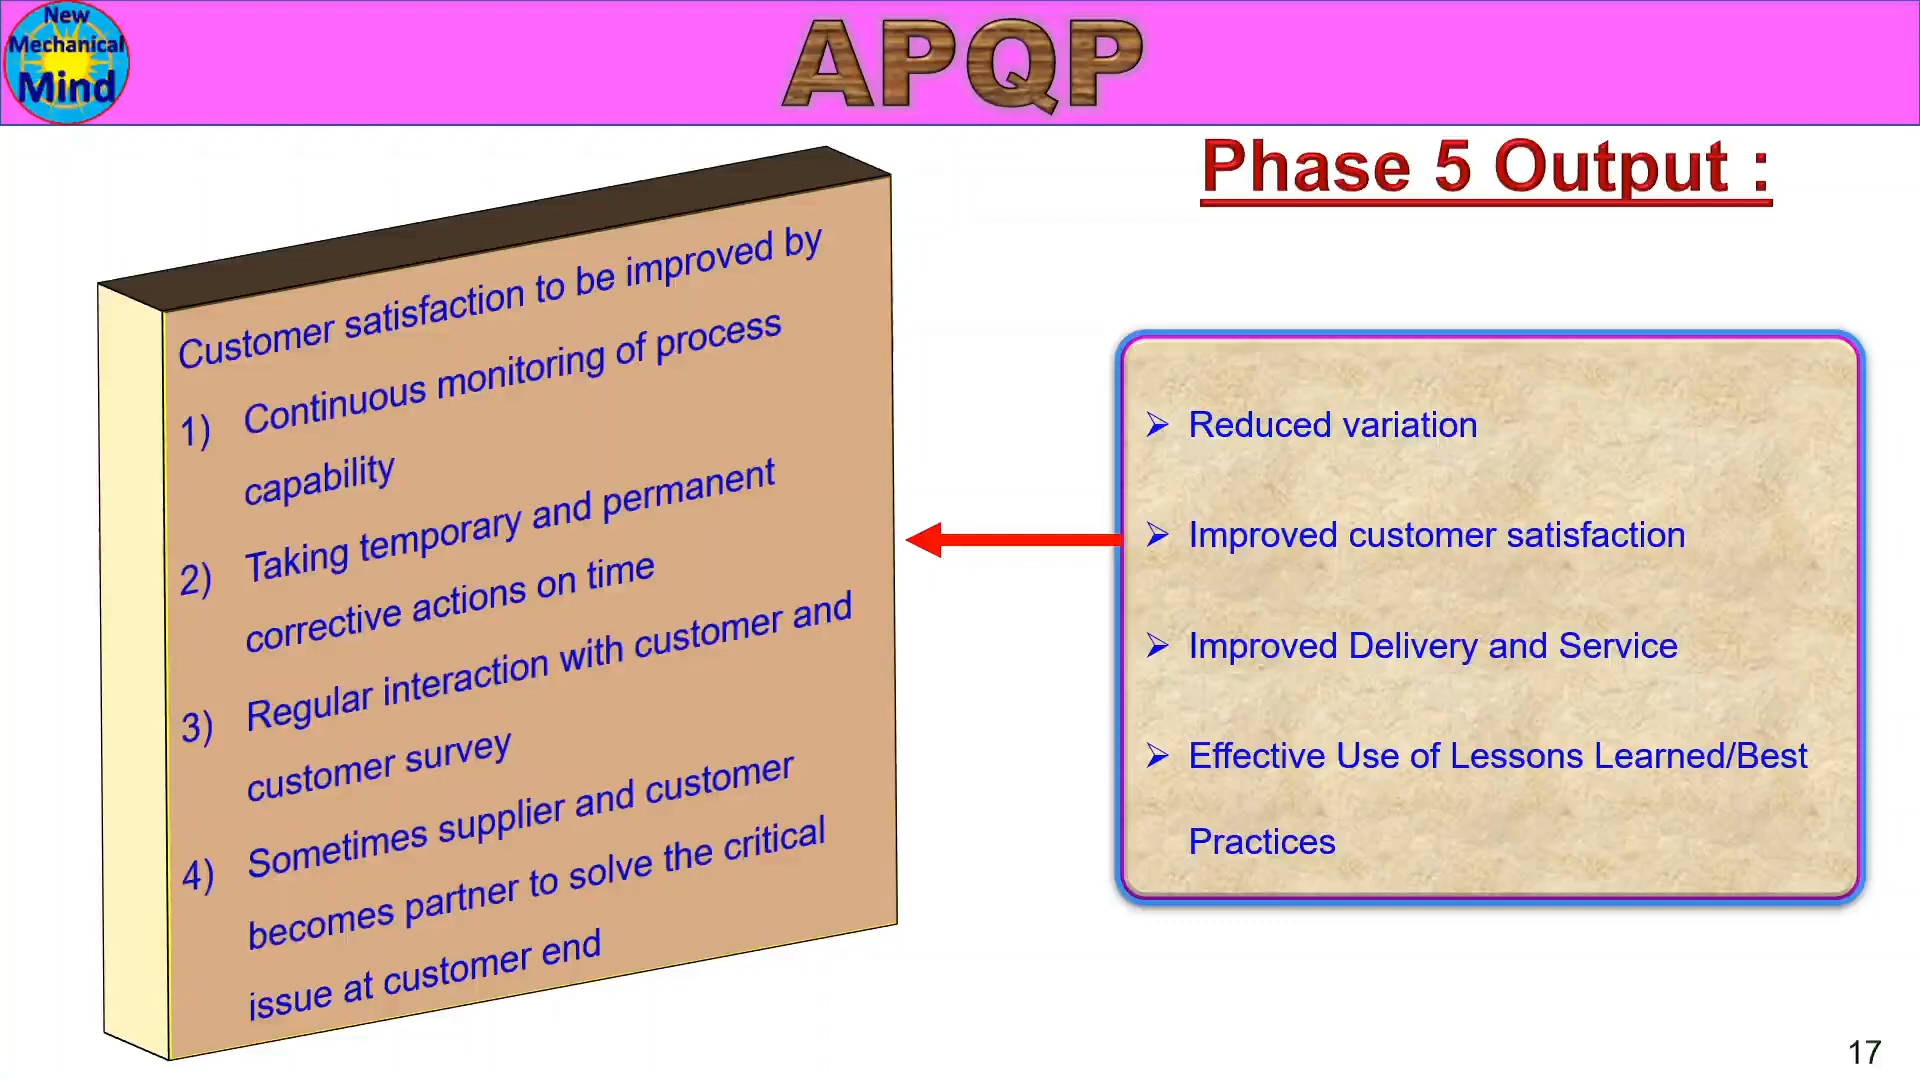 New
Mechanical
Mind
APQP
Phase 5 Output :
Customer satisfaction to be improved by
1) Continuous monitoring of process
capability
2) Taking temporary and permanent
corrective actions on time
3) Regular interaction with customer and
customer survey
4) Sometimes supplier and customer
becomes partner to solve the critical
issue at customer end
➢ Reduced variation
➢ Improved customer satisfaction
➢ Improved Delivery and Service
➢ Effective Use of Lessons Learned/Best
Practices
17